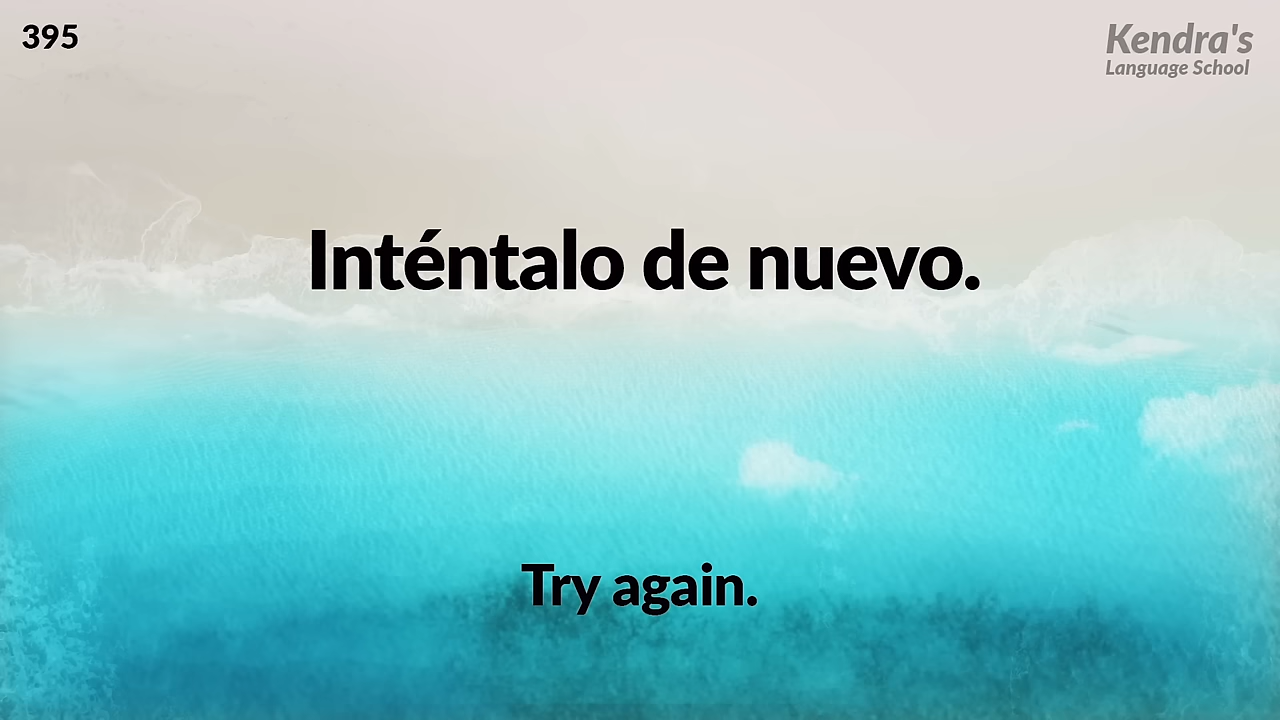 395
Kendra's
Language School
Inténtalo de nuevo.
Try again.